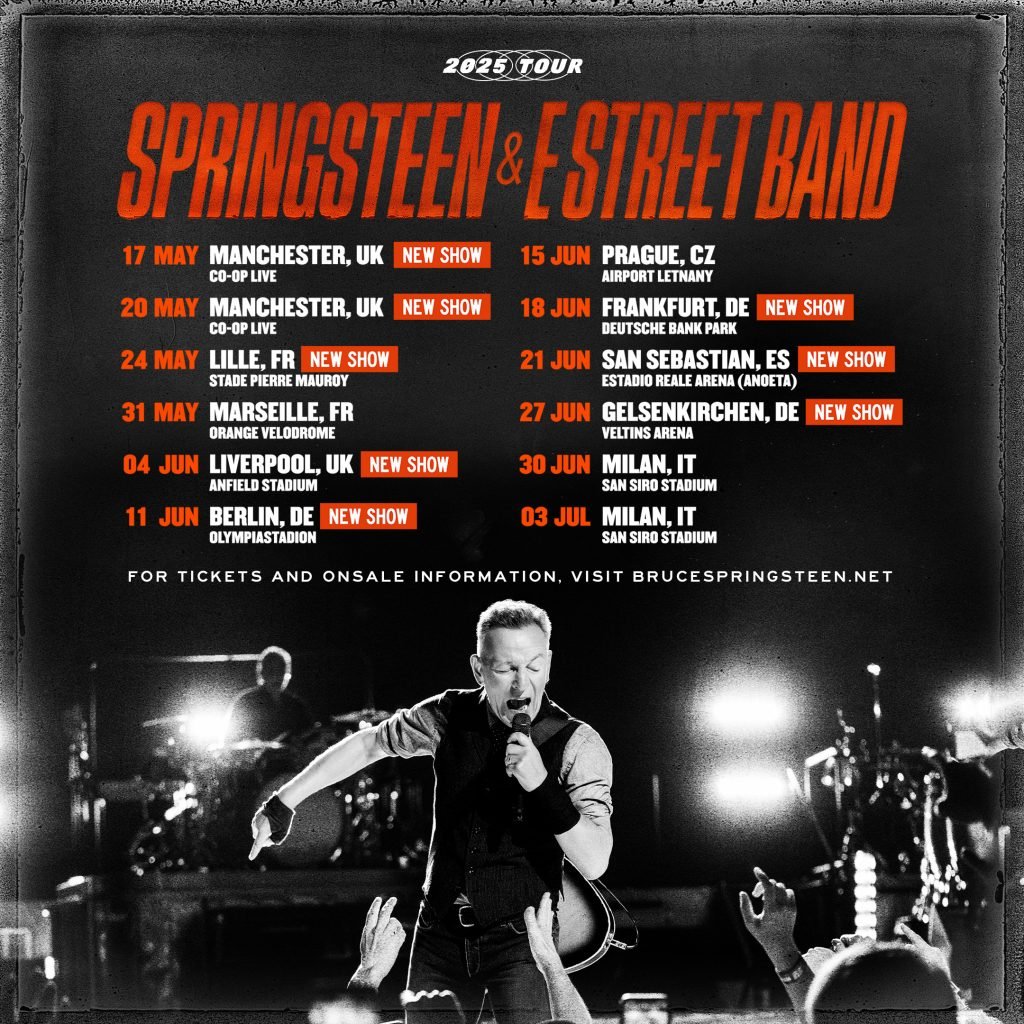 2025 TOUR
SPRINGSTEEN & E STREET BAND
17 MAY MANCHESTER, UK NEW SHOW
CO-OP LIVE
20 MAY MANCHESTER, UK NEW SHOW
CO-OP LIVE
24 MAY LILLE, FR NEW SHOW
STADE PIERRE MAUROY
31 MAY MARSEILLE, FR
ORANGE VELODROME
04 JUN LIVERPOOL, UK NEW SHOW
ANFIELD STADIUM
11 JUN BERLIN, DE NEW SHOW
OLYMPIASTADION
15 JUN PRAGUE, CZ
AIRPORT LETNANY
18 JUN FRANKFURT, DE NEW SHOW
DEUTSCHE BANK PARK
21 JUN SAN SEBASTIAN, ES NEW SHOW
ESTADIO REALE ARENA (ANOETA)
27 JUN GELSENKIRCHEN, DE NEW SHOW
VELTINS ARENA
30 JUN MILAN, IT
SAN SIRO STADIUM
03 JUL MILAN, IT
SAN SIRO STADIUM
FOR TICKETS AND ONSALE INFORMATION, VISIT BRUCESPRINGSTEEN.NET